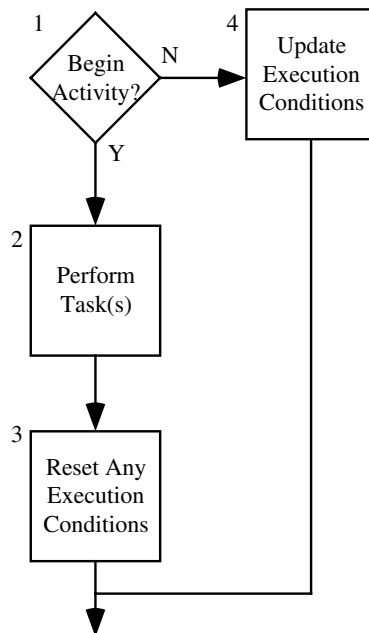 1
Begin
Activity?
N
Y
4
Update
Execution
Conditions
2
Perform
Task(s)
3
Reset Any
Execution
Conditions